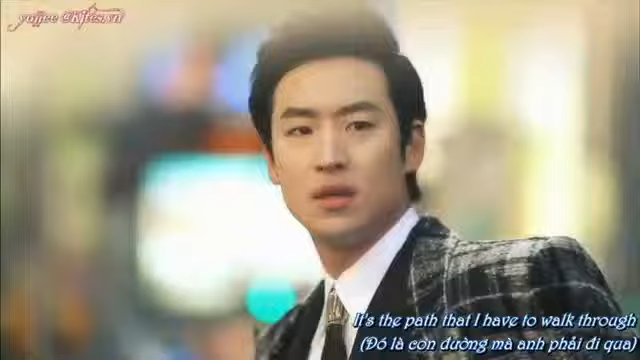 yojjee @Kites.vn
It's the path that I have to walk through
(Đó là con đường mà anh phải đi qua)